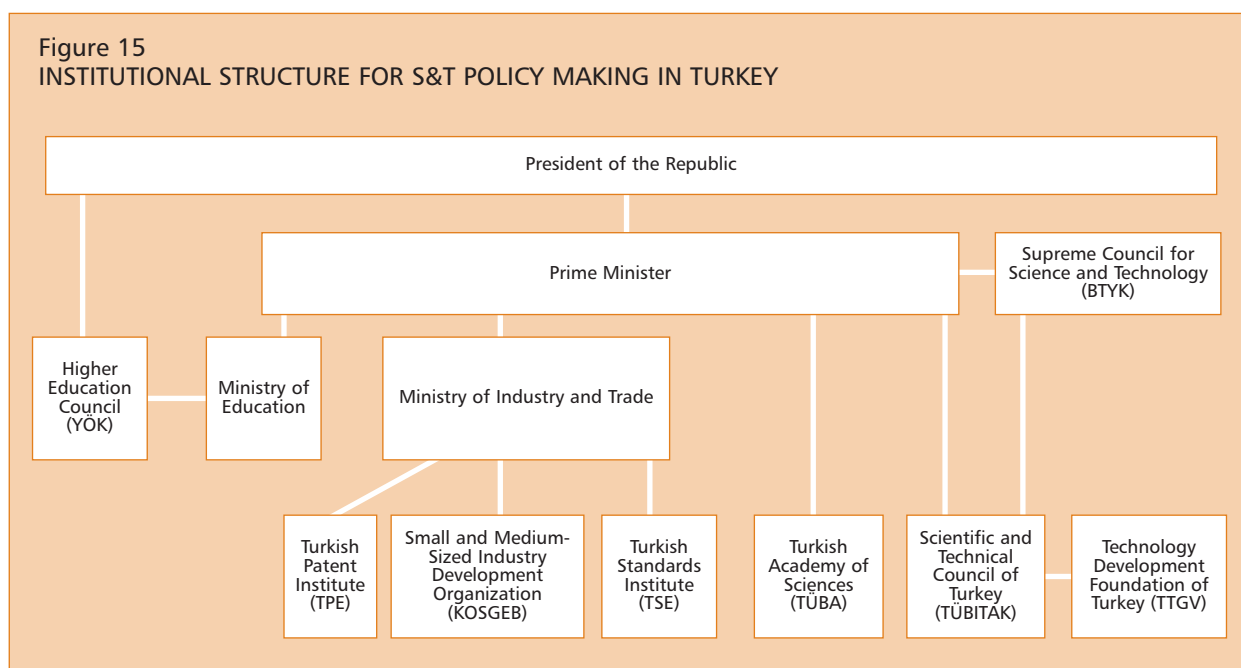 Figure 15
INSTITUTIONAL STRUCTURE FOR S&T POLICY MAKING IN TURKEY
President of the Republic
Prime Minister
Supreme Council for
Science and Technology
(BTYK)
Higher
Education
Council
(YÖK)
Ministry of
Education
Ministry of Industry and Trade
Turkish
Patent
Institute
(TPE)
Small and Medium-
Sized Industry
Development
Organization
(KOSGEB)
Turkish
Standards
Institute
(TSE)
Turkish
Academy of
Sciences
(TÜBA)
Scientific and
Technical
Council of
Turkey
(TÜBITAK)
Technology
Development
Foundation of
Turkey (TTGV)